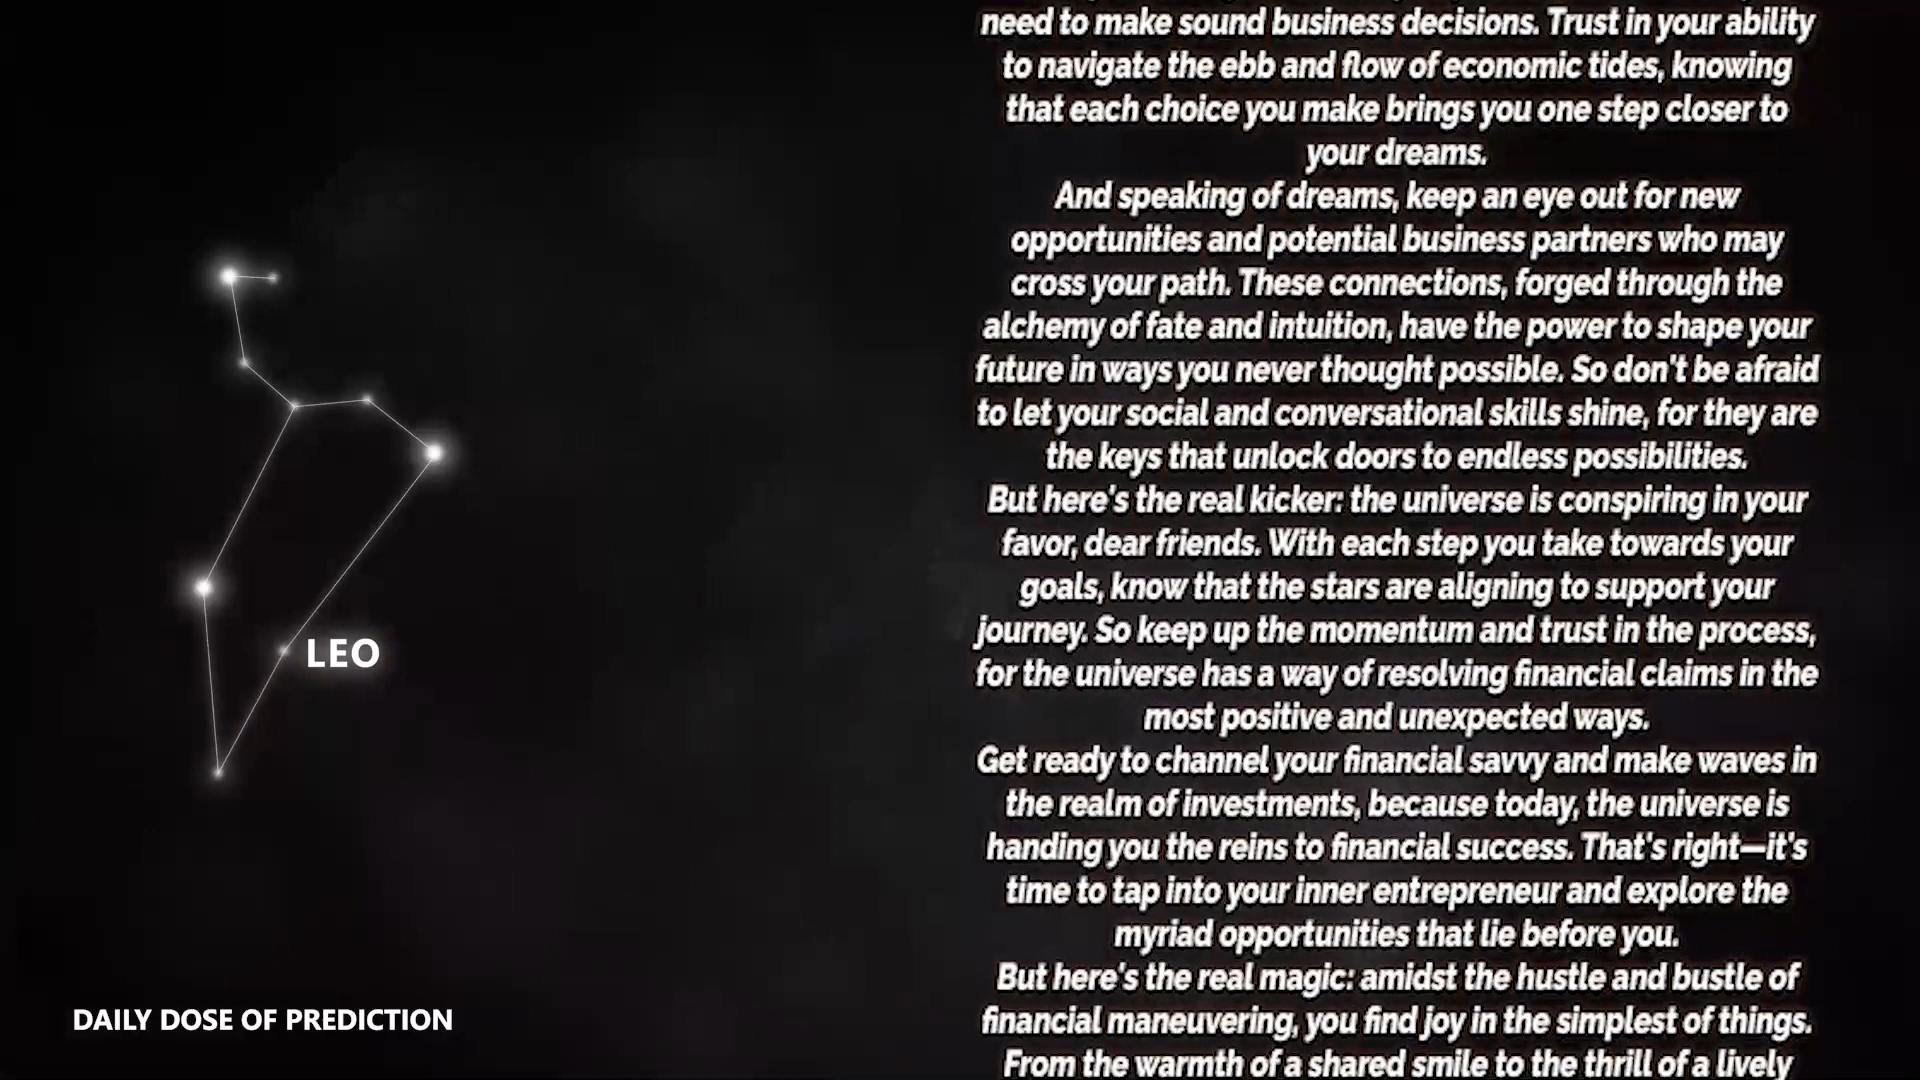 need to make sound business decisions. Trust in your ability
to navigate the ebb and flow of economic tides, knowing
that each choice you make brings you one step closer to
your dreams.
And speaking of dreams, keep an eye out for new
opportunities and potential business partners who may
cross your path. These connections, forged through the
alchemy of fate and intuition, have the power to shape your
future in ways you never thought possible. So don't be afraid
to let your social and conversational skills shine, for they are
the keys that unlock doors to endless possibilities.
But here's the real kicker: the universe is conspiring in your
favor, dear friends. With each step you take towards your
goals, know that the stars are aligning to support your
journey. So keep up the momentum and trust in the process,
for the universe has a way of resolving financial claims in the
most positive and unexpected ways.
Get ready to channel your financial savvy and make waves in
the realm of investments, because today, the universe is
handing you the reins to financial success. That's right—it's
time to tap into your inner entrepreneur and explore the
myriad opportunities that lie before you.
But here's the real magic: amidst the hustle and bustle of
financial maneuvering, you find joy in the simplest of things.
From the warmth of a shared smile to the thrill of a lively
LEO
DAILY DOSE OF PREDICTION